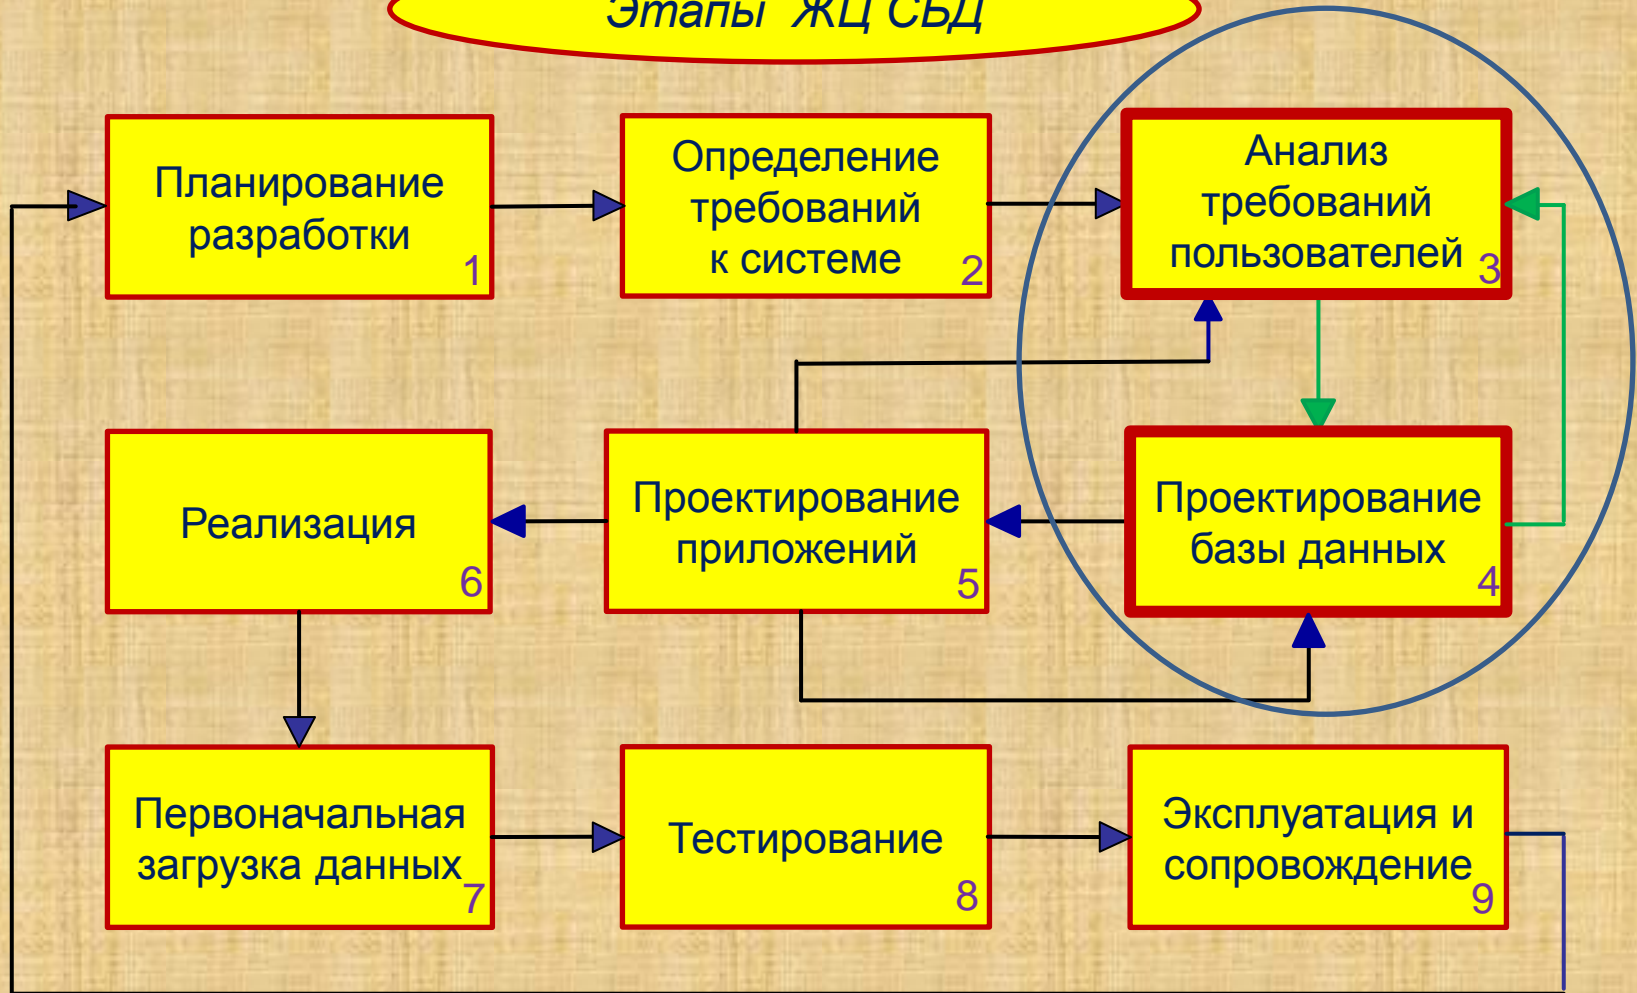 Этапы ЖЦ СБД
Планирование
разработки
1
Определение
требований
к системе
2
Анализ
требований
пользователей
3
Реализация
6
Проектирование
приложений
5
Проектирование
базы данных
4
Первоначальная
загрузка данных
7
Тестирование
8
Эксплуатация и
сопровождение
9